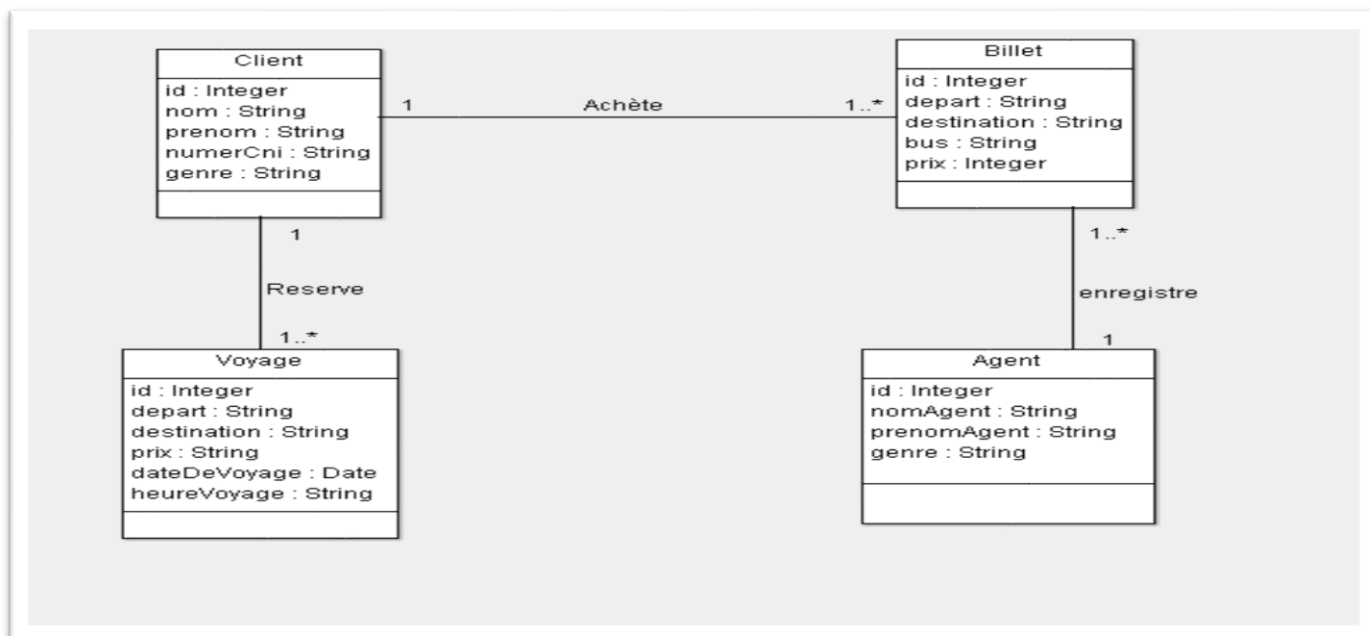 Client
id : Integer
nom : String
prenom : String
numerCni : String
genre : String
1
Achète
1..*
Billet
id : Integer
depart : String
destination : String
bus : String
prix : Integer
1
Reserve
1..*
1..*
enregistre
1
Voyage
id : Integer
depart : String
destination : String
prix : String
dateDeVoyage : Date
heureVoyage : String
Agent
id : Integer
nomAgent : String
prenomAgent : String
genre : String